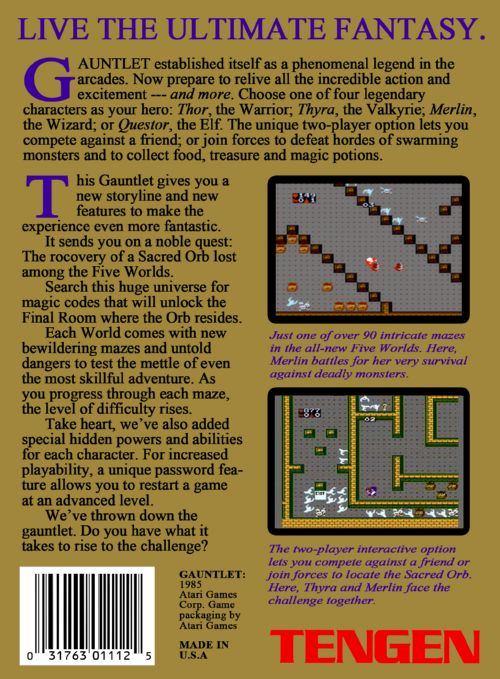 LIVE THE ULTIMATE FANTASY.
GAUNTLET established itself as a phenomenal legend in the
arcades. Now prepare to relive all the incredible action and
excitement --- and more. Choose one of four legendary
characters as your hero: Thor, the Warrior; Thyra, the Valkyrie; Merlin,
the Wizard; or Questor, the Elf. The unique two-player option lets you
compete against a friend; or join forces to defeat hordes of swarming
monsters and to collect food, treasure and magic potions.
This Gauntlet gives you a
new storyline and new
features to make the
experience even more fantastic.
It sends you on a noble quest:
The rocovery of a Sacred Orb lost
among the Five Worlds.
Search this huge universe for
magic codes that will unlock the
Final Room where the Orb resides.
Each World comes with new
bewildering mazes and untold
dangers to test the mettle of even
the most skillful adventure. As
you progress through each maze,
the level of difficulty rises.
Take heart, we've also added
special hidden powers and abilities
for each character. For increased
playability, a unique password fea-
ture allows you to restart a game
at an advanced level.
We've thrown down the
gauntlet. Do you have what it
takes to rise to the challenge?
Just one of over 90 intricate mazes
in the all-new Five Worlds. Here,
Merlin battles for her very survival
against deadly monsters.
The two-player interactive option
lets you compete against a friend or
join forces to locate the Sacred Orb.
Here, Thyra and Merlin face the
challenge together.
GAUNTLET:
1985
Atari Games
Corp. Game
packaging by
Atari Games
MADE IN
U.S.A
0 31763 01112 5
TENGEN